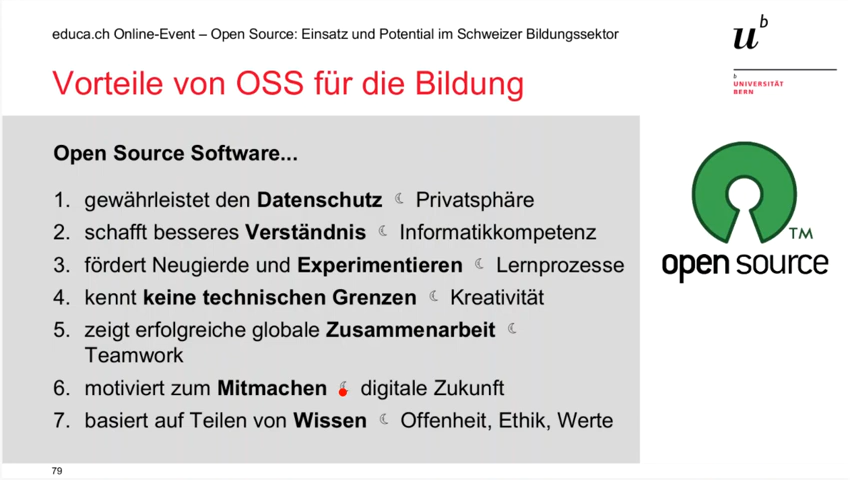 educa.ch Online-Event – Open Source: Einsatz und Potential im Schweizer Bildungssektor
u^b
Vorteile von OSS für die Bildung
b
UNIVERSITÄT
BERN
Open Source Software...
1. gewährleistet den Datenschutz ☾ Privatsphäre
2. schafft besseres Verständnis ☾ Informatikkompetenz
3. fördert Neugierde und Experimentieren ☾ Lernprozesse
4. kennt keine technischen Grenzen ☾ Kreativität
5. zeigt erfolgreiche globale Zusammenarbeit ☾
Teamwork
6. motiviert zum Mitmachen ☾ digitale Zukunft
7. basiert auf Teilen von Wissen ☾ Offenheit, Ethik, Werte
TM
open source
79